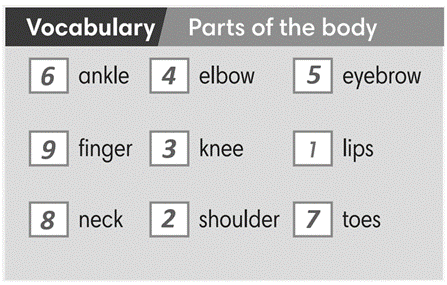 Vocabulary Parts of the body
6 ankle 4 elbow 5 eyebrow
9 finger 3 knee 1 lips
8 neck 2 shoulder 7 toes